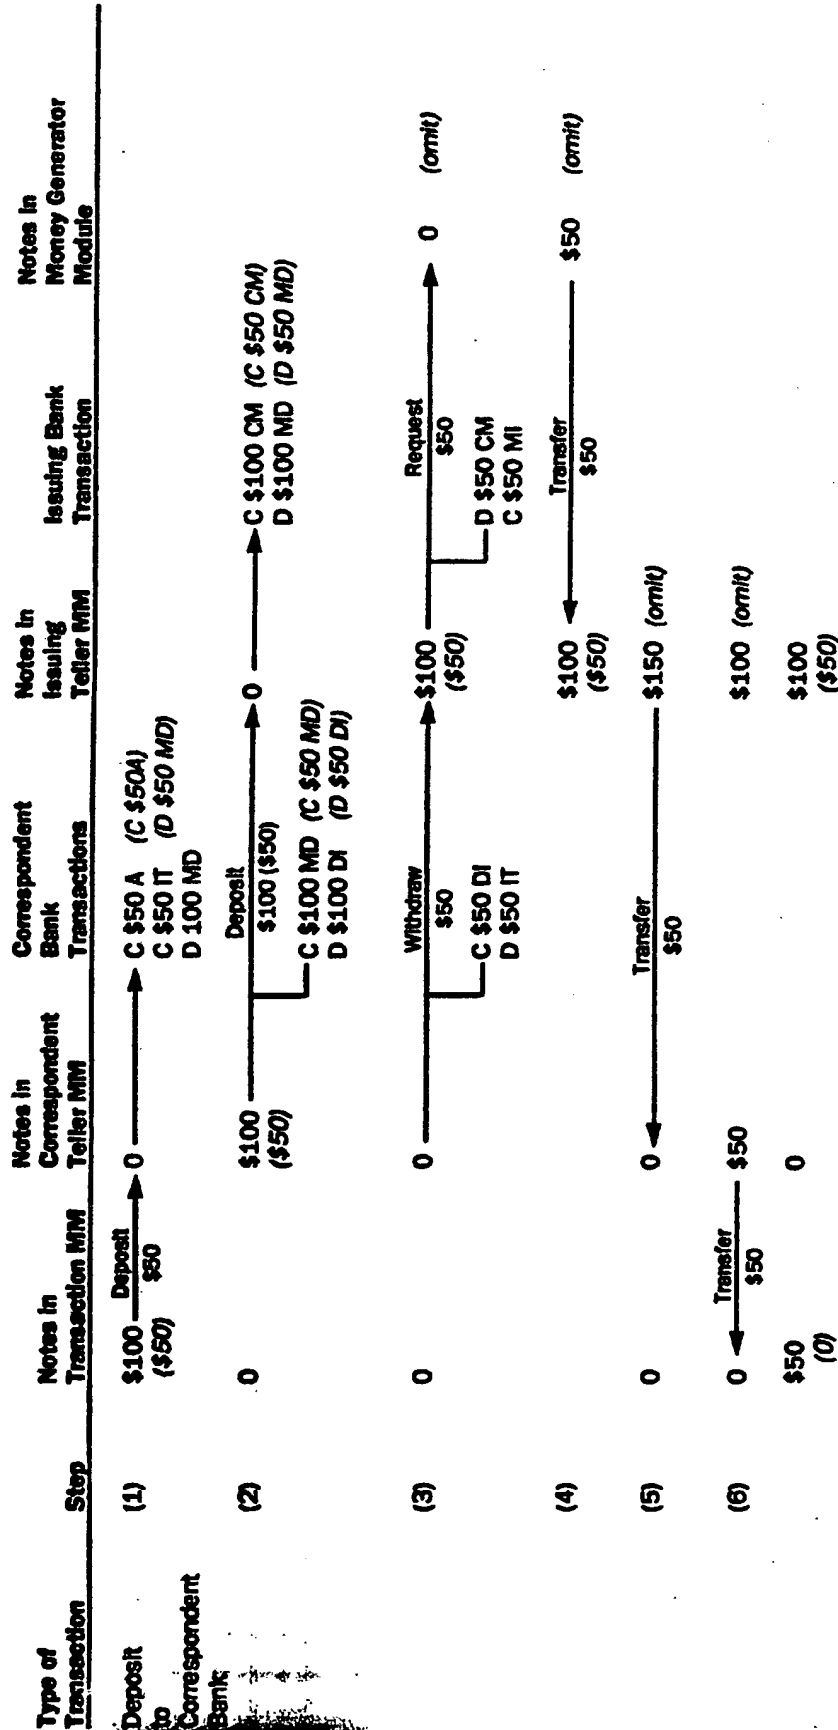 Type of
Transaction
Step
Notes in
Transaction MM
Notes in
Correspondent
Teller MM
Correspondent
Bank
Transactions
Notes in
Issuing
Teller MM
Issuing Bank
Transaction
Notes in
Money Generator
Module
Deposit
to
Correspondent
Bank
(1)
$100
($50)
Deposit
$50
0
C $50 A (C $50A)
C $50 IT (D $50 MD)
D 100 MD
(2)
0
$100
($50)
Deposit
$100 ($50)
C $100 MD (C $50 MD)
D $100 DI (D $50 DI)
0
C $100 CM (C $50 CM)
D $100 MD (D $50 MD)
(3)
0
0
Withdraw
$50
C $50 DI
D $50 IT
$100
($50)
Request
$50
D $50 CM
C $50 MI
0 (omit)
(4)
$100
($50)
Transfer
$50
$50 (omit)
(5)
0
0
Transfer
$50
$150 (omit)
(6)
0
Transfer
$50
$50
$100 (omit)
$50
(0)
0
$100
($50)